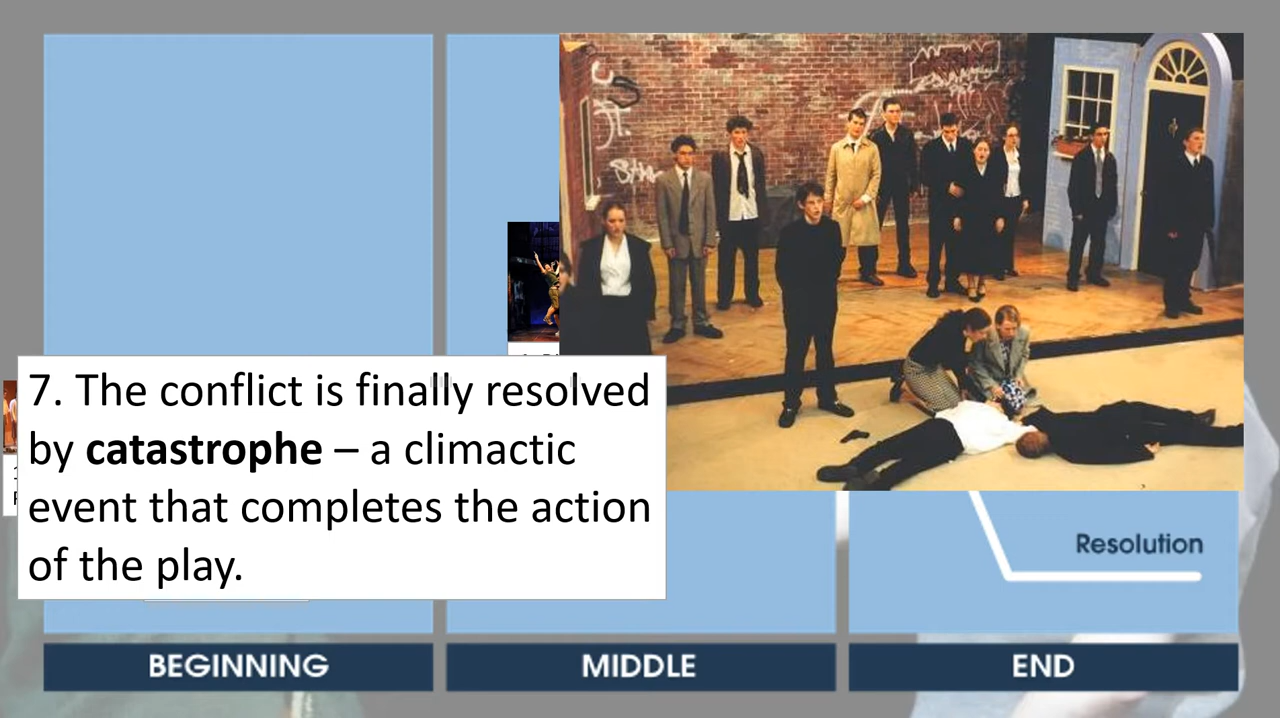 7. The conflict is finally resolved
by catastrophe – a climactic
event that completes the action
of the play.
Resolution
BEGINNING
MIDDLE
END